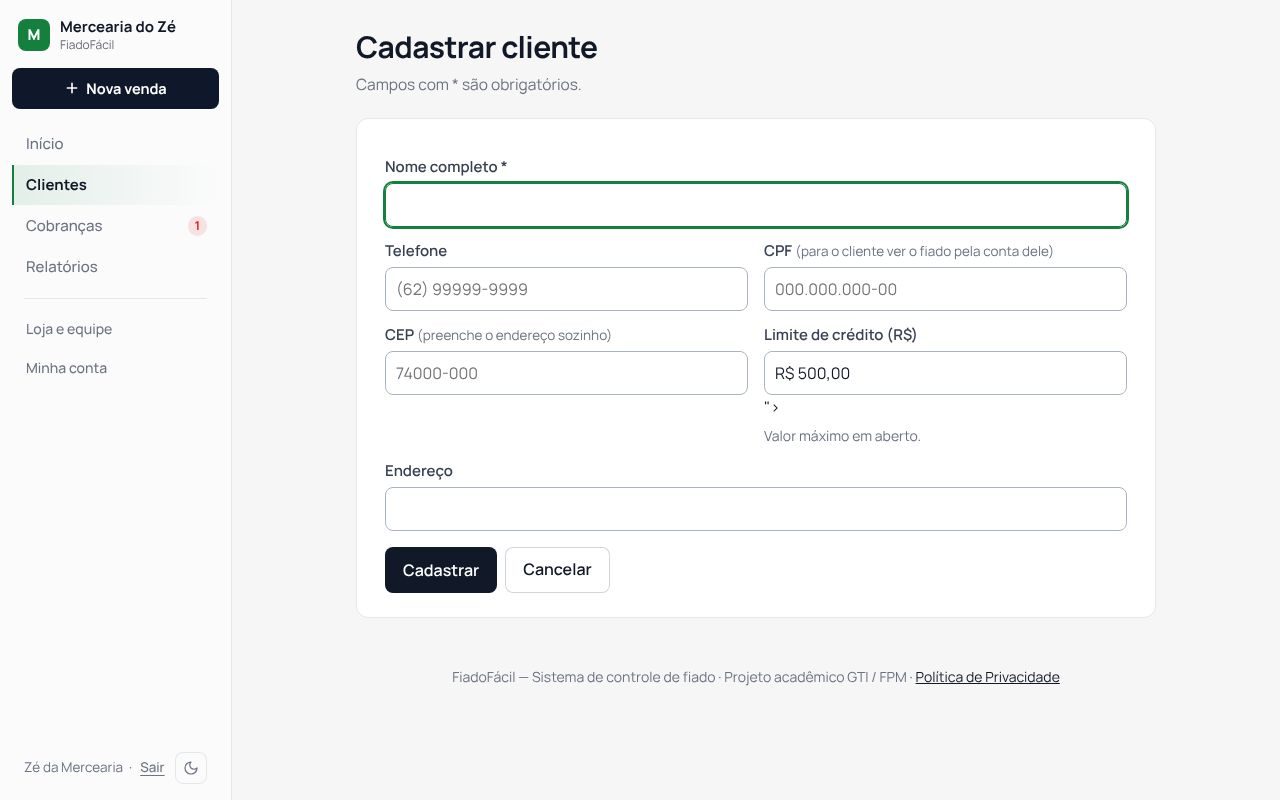 M
Mercearia do Zé
FiadoFácil
+ Nova venda
Início
Clientes
Cobranças 1
Relatórios
Loja e equipe
Minha conta
Zé da Mercearia · Sair
Cadastrar cliente
Campos com * são obrigatórios.
Nome completo *
Telefone
(62) 99999-9999
CPF (para o cliente ver o fiado pela conta dele)
000.000.000-00
CEP (preenche o endereço sozinho)
74000-000
Limite de crédito (R$)
R$ 500,00
">
Valor máximo em aberto.
Endereço
Cadastrar
Cancelar
FiadoFácil — Sistema de controle de fiado · Projeto acadêmico GTI / FPM · Política de Privacidade